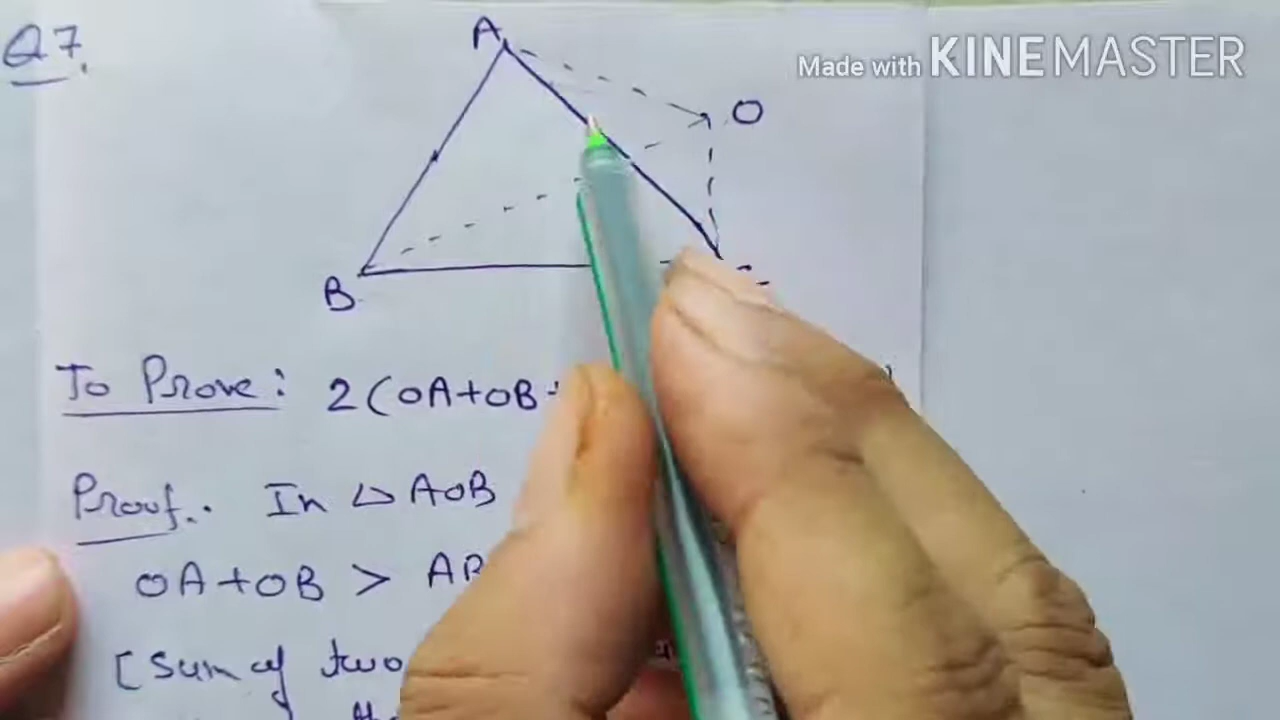 Q7.
Made with KINEMASTER
A
O
B
To Prove: 2(OA+OB+
Proof.. In △ AOB
OA+OB > AB
[Sum of two